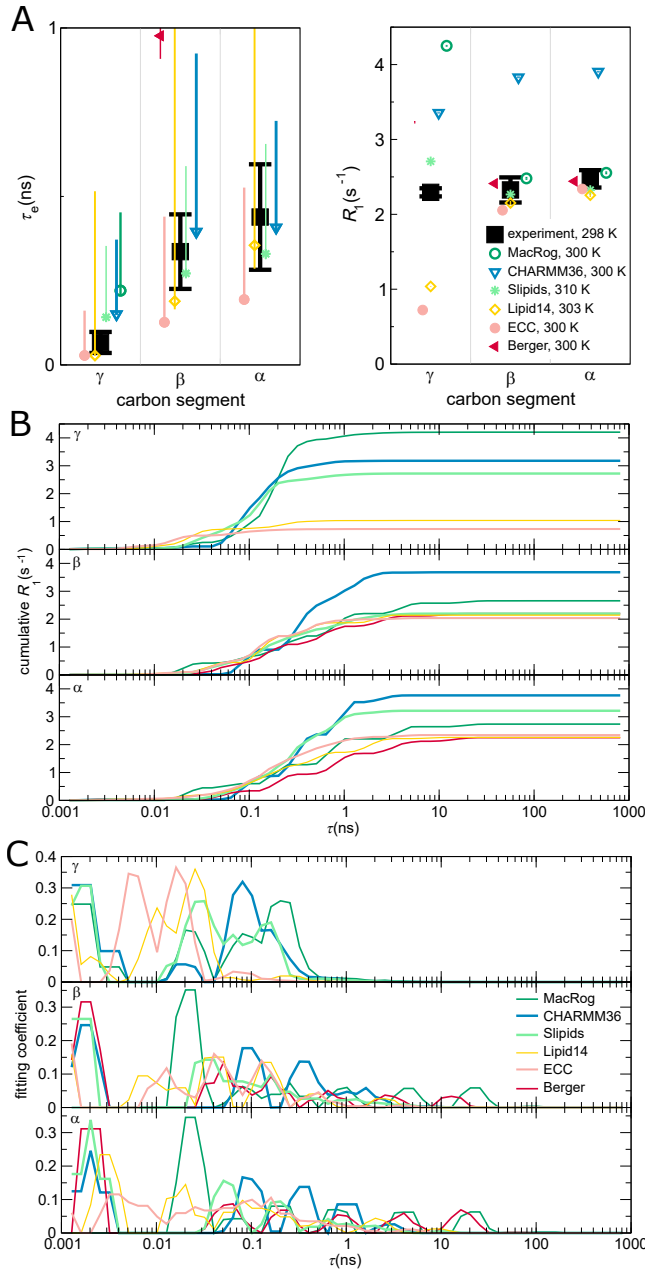 A
1
τe(ns)
0
γ
β
α
carbon segment
R1(s-1)
4
3
2
1
0
experiment, 298 K
MacRog, 300 K
CHARMM36, 300 K
Slipids, 310 K
Lipid14, 303 K
ECC, 300 K
Berger, 300 K
γ
β
α
carbon segment
B
cumulative R1(s-1)
γ
4
3
2
1
0
β
4
3
2
1
0
α
4
3
2
1
0
0.001
0.01
0.1
1
10
100
1000
τ(ns)
C
fitting coefficient
γ
0.4
0.3
0.2
0.1
0
β
0.3
0.2
0.1
0
MacRog
CHARMM36
Slipids
Lipid14
ECC
Berger
α
0.3
0.2
0.1
0
0.001
0.01
0.1
1
10
100
1000
τ(ns)